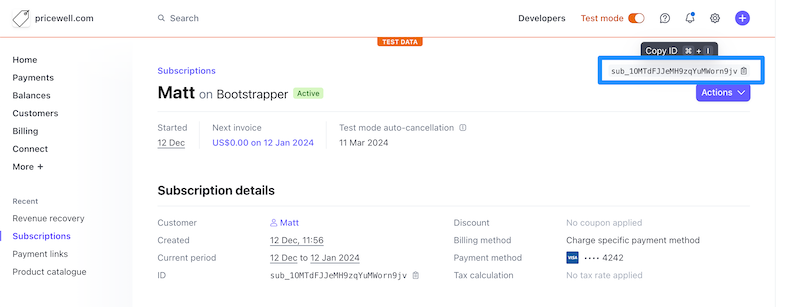 pricewell.com
Search
Developers
Test mode
TEST DATA
Home
Payments
Balances
Customers
Billing
Connect
More +
Recent
Revenue recovery
Subscriptions
Payment links
Product catalogue
Copy ID ⌘ + I
sub_1OMTdFJJeMH9zqYuMWorn9jv
Subscriptions
Matt on Bootstrapper Active
Actions
Started
12 Dec
Next invoice
US$0.00 on 12 Jan 2024
Test mode auto-cancellation
11 Mar 2024
Subscription details
Customer Matt
Created 12 Dec, 11:56
Current period 12 Dec to 12 Jan 2024
ID sub_1OMTdFJJeMH9zqYuMWorn9jv
Discount No coupon applied
Billing method Charge specific payment method
Payment method VISA •••• 4242
Tax calculation No tax rate applied